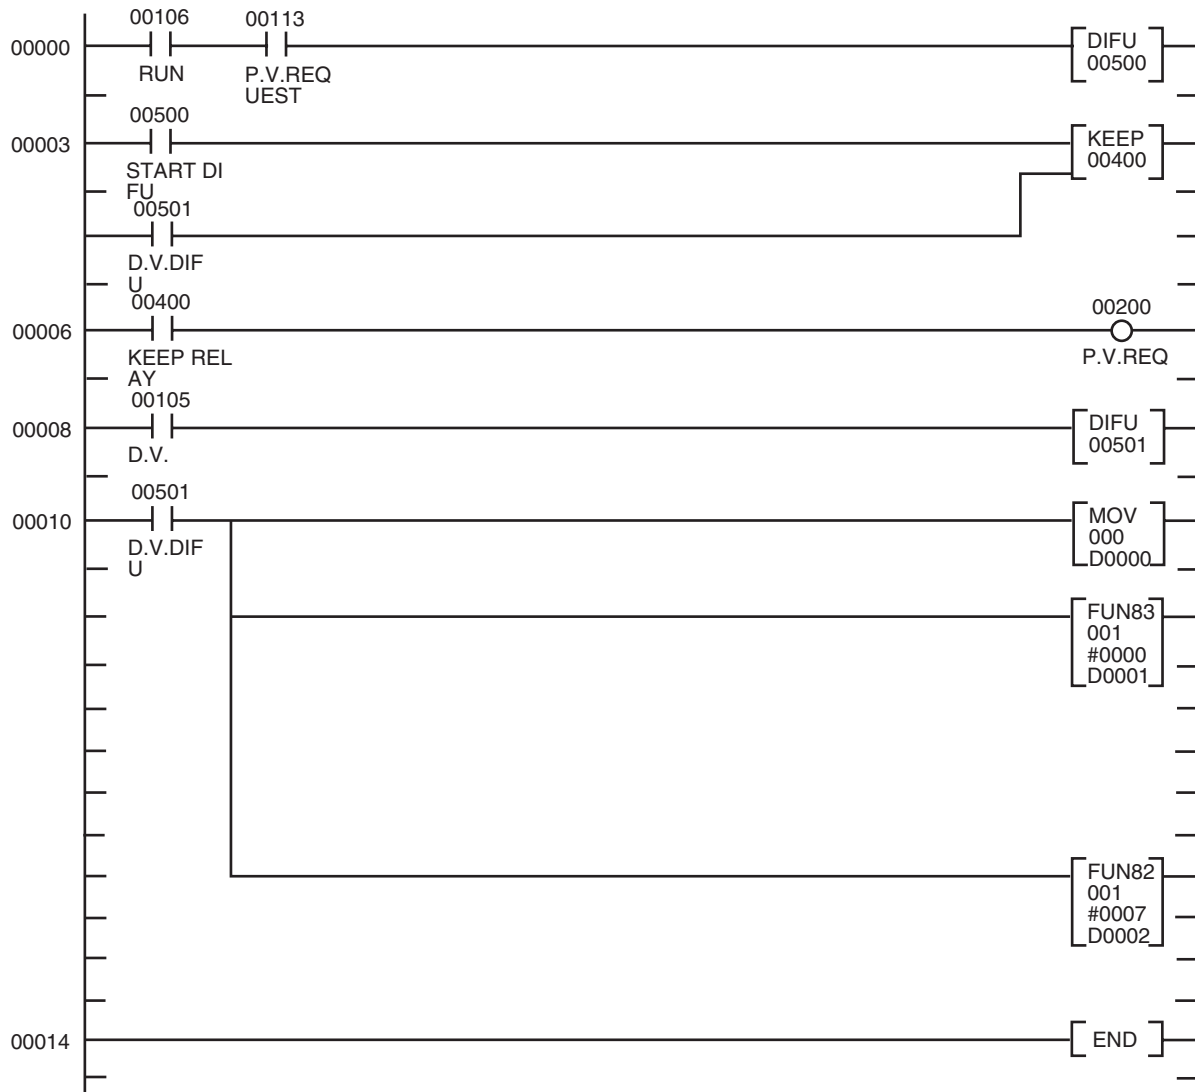 00106 00113
00000
DIFU
00500
RUN P.V.REQ
UEST
00500
00003
KEEP
00400
START DI
FU
00501
D.V.DIF
U
00400
00200
00006
KEEP REL
AY
P.V.REQ
00105
00008
DIFU
00501
D.V.
00501
00010
MOV
000
D0000
D.V.DIF
U
FUN83
001
#0000
D0001
FUN82
001
#0007
D0002
00014
END